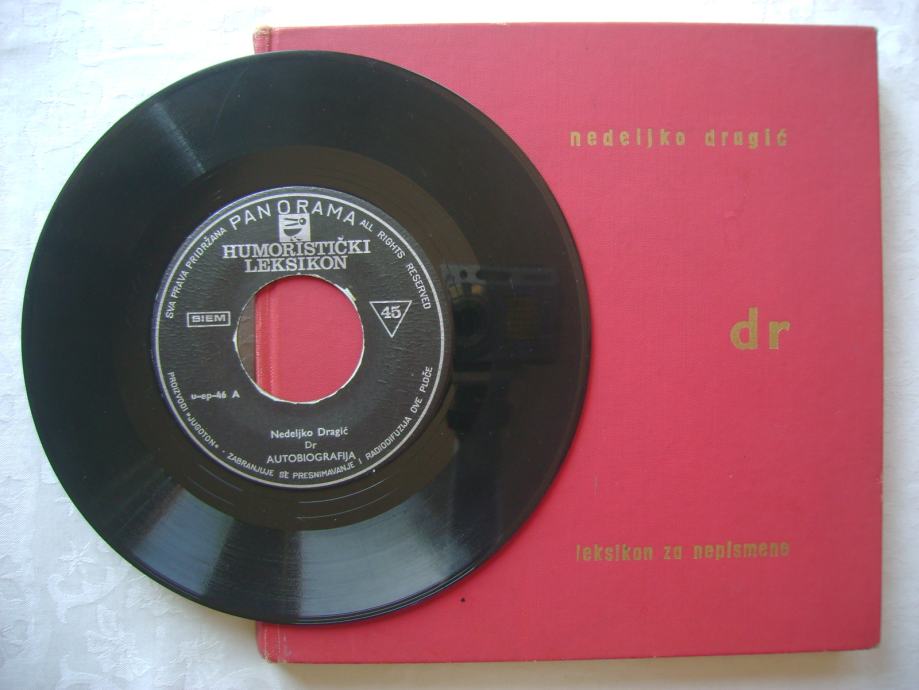 SVA PRAVA PRIDRŽANA PANORAMA ALL RIGHTS RESERVED
HUMORISTIČKI
LEKSIKON
SIEM
45
u-ep-46 A
Nedeljko Dragić
Dr
AUTOBIOGRAFIJA
PROIZVODI »JUGOTON« · ZABRANJUJE SE PRESNIMAVANJE I RADIODIFUZIJA OVE PLOČE
nedeljko dragić
dr
leksikon za nepismene